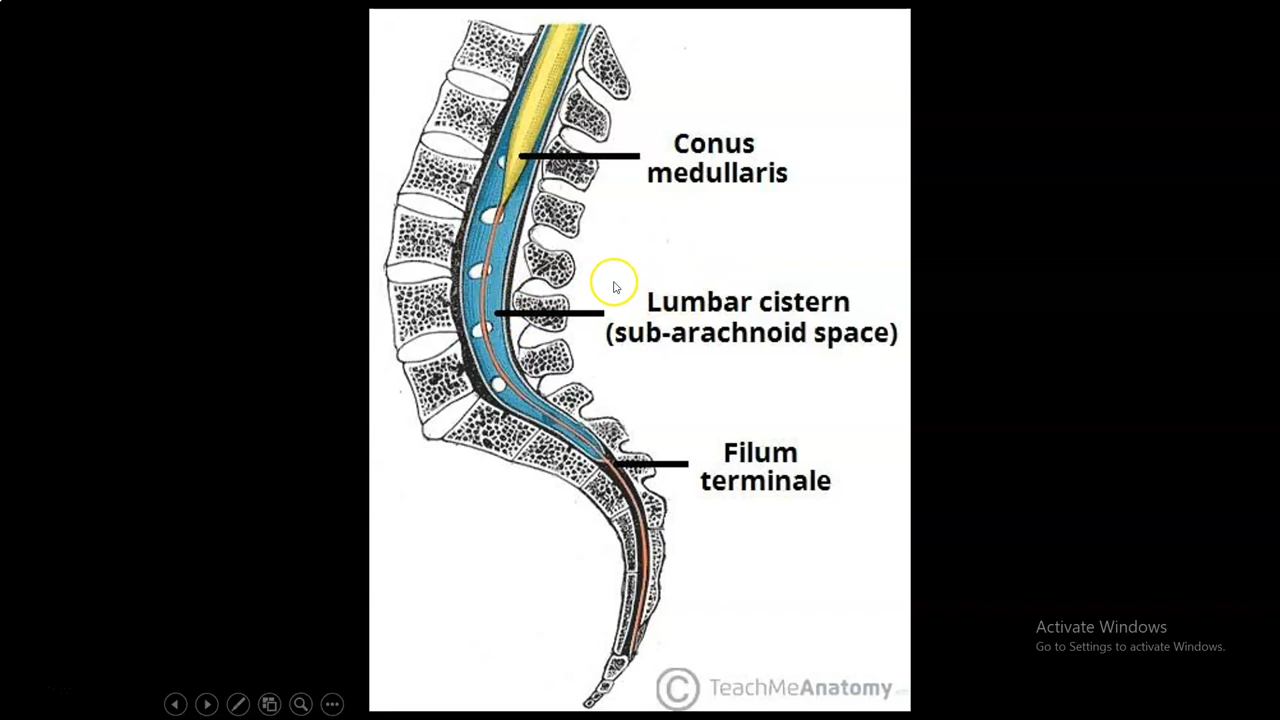 Conus
medullaris
Lumbar cistern
(sub-arachnoid space)
Filum
terminale
Activate Windows
Go to Settings to activate Windows.
© TeachMeAnatomy